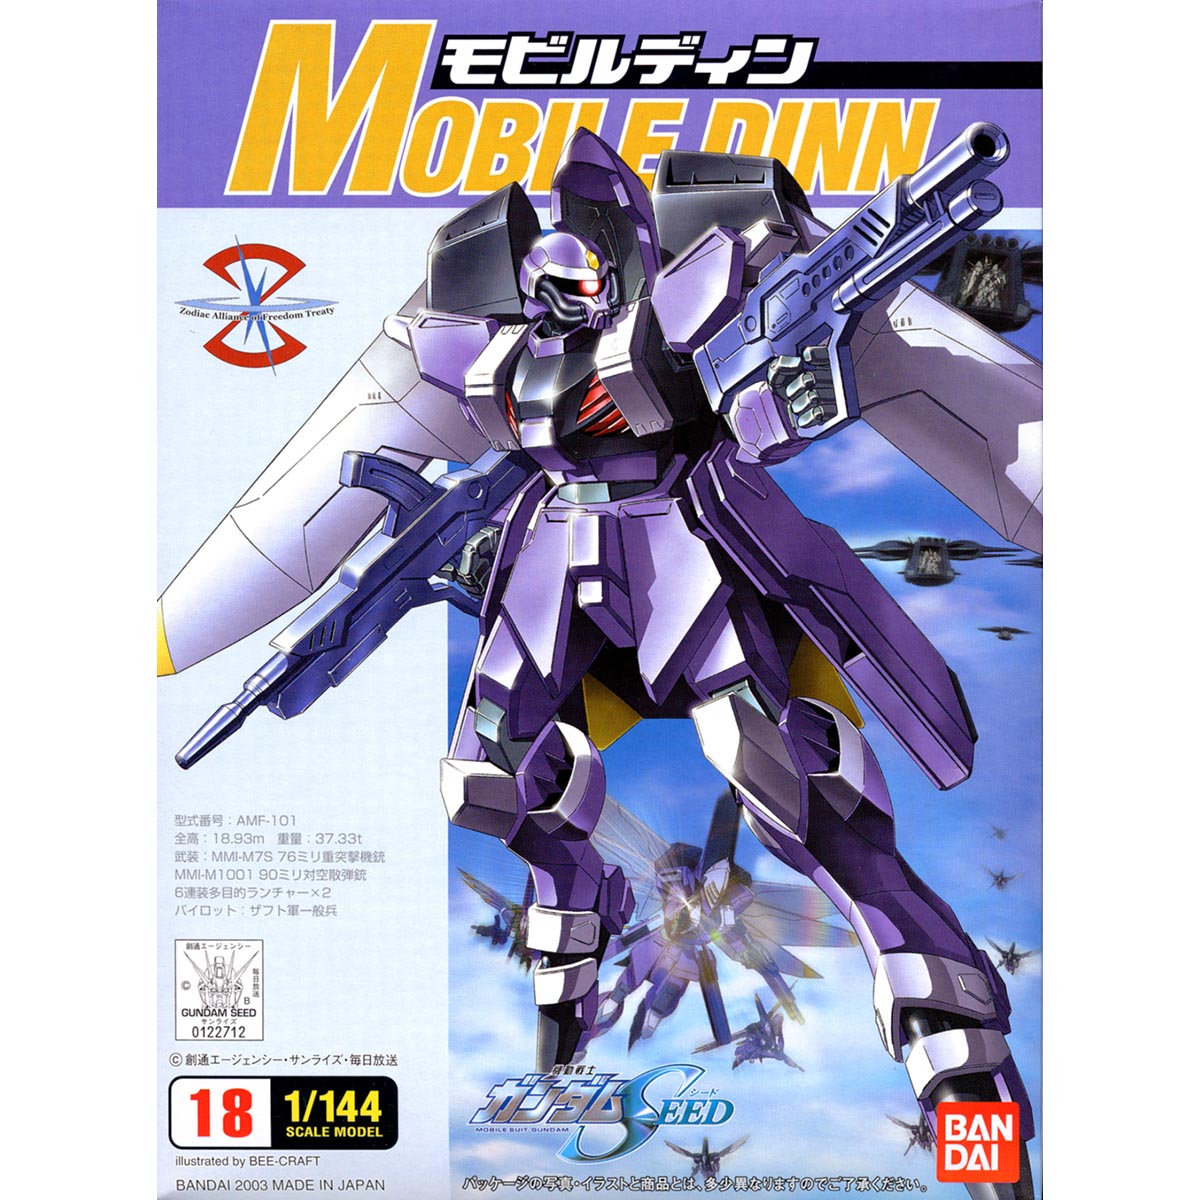 モビルディン
MOBILE DINN
Zodiac Alliance of Freedom Treaty
型式番号：AMF-101
全高：18.93m　重量：37.33t
武装：MMI-M7S 76ミリ重突撃機銃
MMI-M1001 90ミリ対空散弾銃
6連装多目的ランチャー×2
パイロット：ザフト軍一般兵
創通エージェンシー
毎日放送
© B
GUNDAM SEED
サンライズ
0122712
©創通エージェンシー・サンライズ・毎日放送
18 1/144
SCALE MODEL
illustrated by BEE-CRAFT
BANDAI 2003 MADE IN JAPAN
機動戦士
ガンダムSEED
シード
MOBILE SUIT GUNDAM
パッケージの写真・イラストと商品とは、多少異なりますのでご了承ください。
BAN
DAI